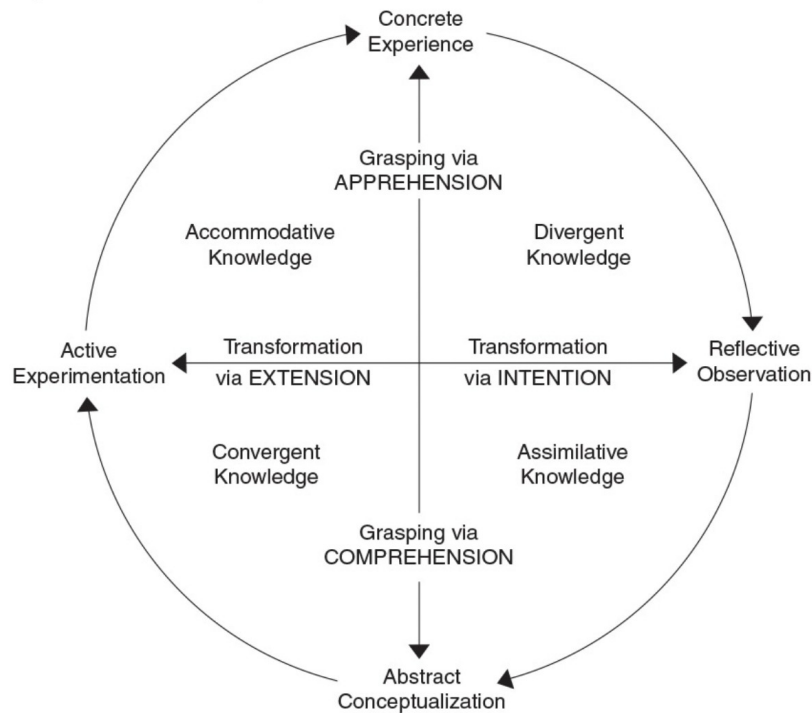 Concrete
Experience
Grasping via
APPREHENSION
Accommodative
Knowledge
Divergent
Knowledge
Active
Experimentation
Transformation
via EXTENSION
Transformation
via INTENTION
Reflective
Observation
Convergent
Knowledge
Assimilative
Knowledge
Grasping via
COMPREHENSION
Abstract
Conceptualization